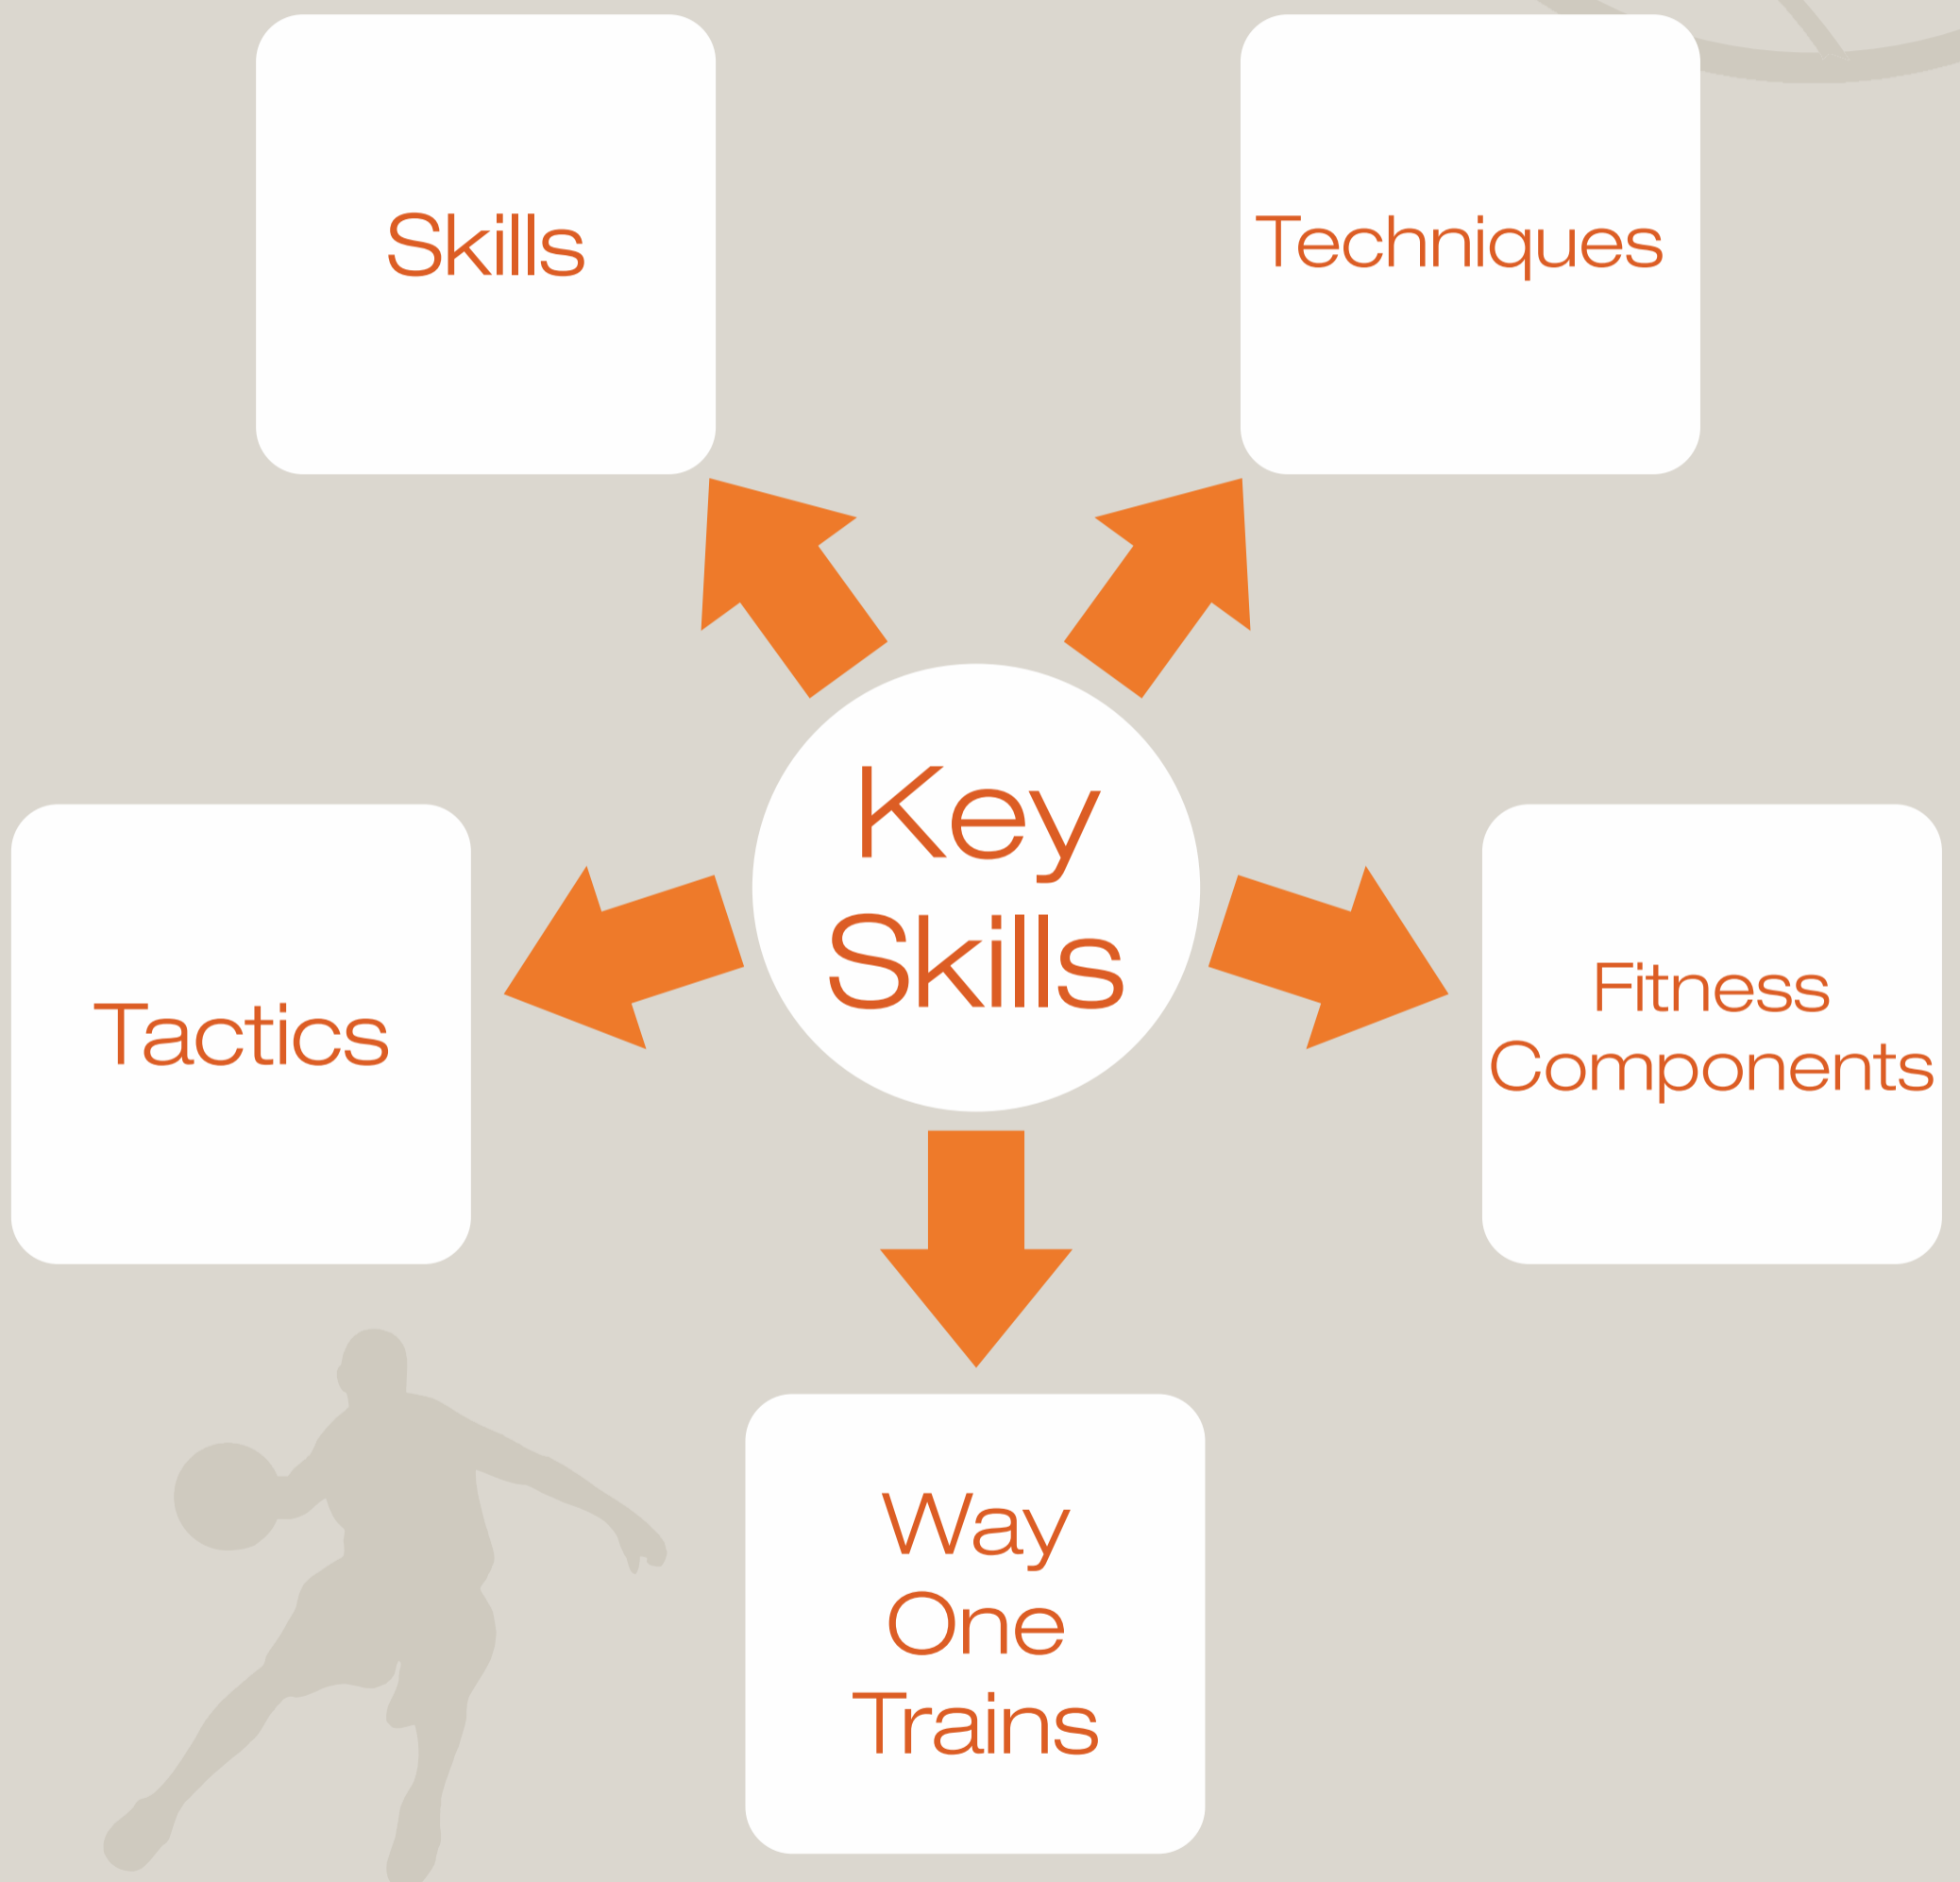 Skills
Techniques
Key
Skills
Tactics
Fitness
Components
Way
One
Trains